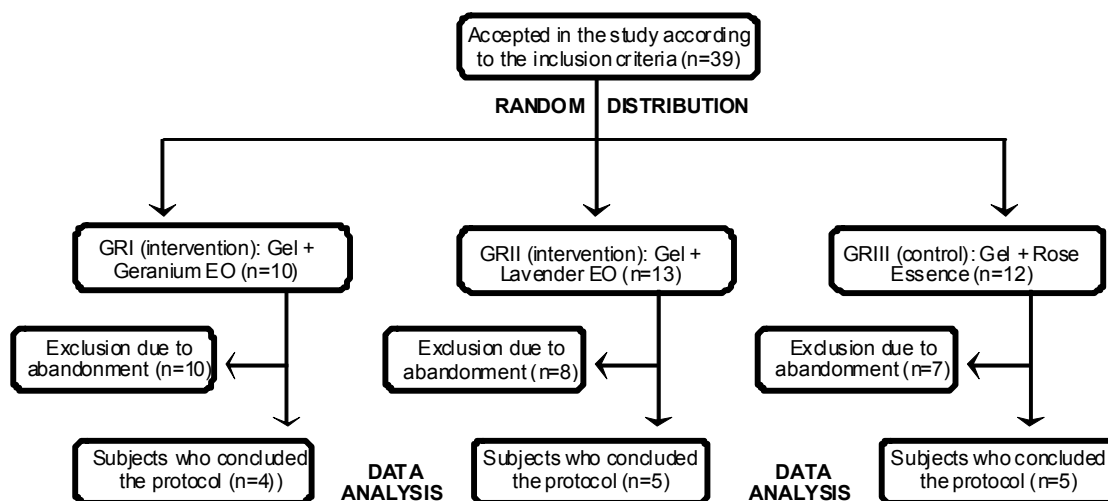 Accepted in the study according
to the inclusion criteria (n=39)
RANDOM DISTRIBUTION
GRI (intervention): Gel +
Geranium EO (n=10)
GRII (intervention): Gel +
Lavender EO (n=13)
GRIII (control): Gel + Rose
Essence (n=12)
Exclusion due to
abandonment (n=10)
Exclusion due to
abandonment (n=8)
Exclusion due to
abandonment (n=7)
Subjects who concluded
the protocol (n=4))
DATA
ANALYSIS
Subjects who concluded
the protocol (n=5)
DATA
ANALYSIS
Subjects who concluded
the protocol (n=5)